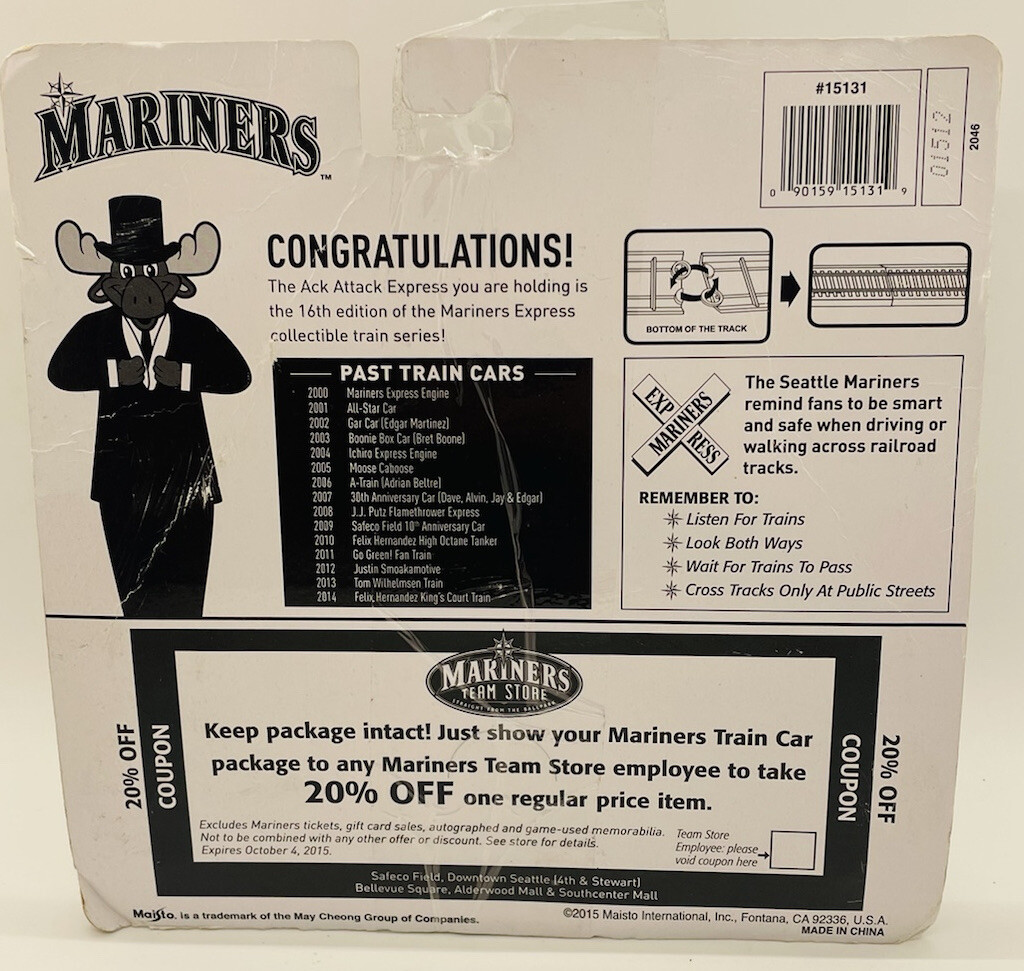 MARINERS
TM
#15131
0 90159 15131 9
01512
2046
CONGRATULATIONS!
The Ack Attack Express you are holding is
the 16th edition of the Mariners Express
collectible train series!
PAST TRAIN CARS
2000 Mariners Express Engine
2001 All-Star Car
2002 Gar Car (Edgar Martinez)
2003 Boonie Box Car (Bret Boone)
2004 Ichiro Express Engine
2005 Moose Caboose
2006 A-Train (Adrian Beltre)
2007 30th Anniversary Car (Dave, Alvin, Jay & Edgar)
2008 J.J. Putz Flamethrower Express
2009 Safeco Field 10th Anniversary Car
2010 Felix Hernandez High Octane Tanker
2011 Go Green! Fan Train
2012 Justin Smoakamotive
2013 Tom Wilhelmsen Train
2014 Felix Hernandez King's Court Train
BOTTOM OF THE TRACK
EXP
MARINERS
RESS
The Seattle Mariners
remind fans to be smart
and safe when driving or
walking across railroad
tracks.
REMEMBER TO:
Listen For Trains
Look Both Ways
Wait For Trains To Pass
Cross Tracks Only At Public Streets
20% OFF
COUPON
MARINERS
TEAM STORE
STRAIGHT FROM THE BALLPARK
Keep package intact! Just show your Mariners Train Car
package to any Mariners Team Store employee to take
20% OFF one regular price item.
Excludes Mariners tickets, gift card sales, autographed and game-used memorabilia.
Not to be combined with any other offer or discount. See store for details.
Expires October 4, 2015.
Team Store
Employee: please
void coupon here
COUPON
20% OFF
Safeco Field, Downtown Seattle (4th & Stewart)
Bellevue Square, Alderwood Mall & Southcenter Mall
Maisto. is a trademark of the May Cheong Group of Companies.
©2015 Maisto International, Inc., Fontana, CA 92336, U.S.A.
MADE IN CHINA